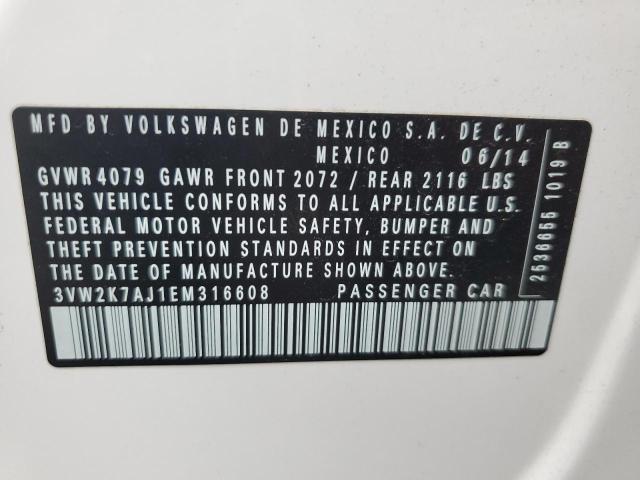 MFD BY VOLKSWAGEN DE MEXICO S.A. DE C.V.
MEXICO 06/14
GVWR 4079 GAWR FRONT 2072 / REAR 2116 LBS
THIS VEHICLE CONFORMS TO ALL APPLICABLE U.S.
FEDERAL MOTOR VEHICLE SAFETY, BUMPER AND
THEFT PREVENTION STANDARDS IN EFFECT ON
THE DATE OF MANUFACTURE SHOWN ABOVE.
3VW2K7AJ1EM316608 PASSENGER CAR
2536655 1019 B